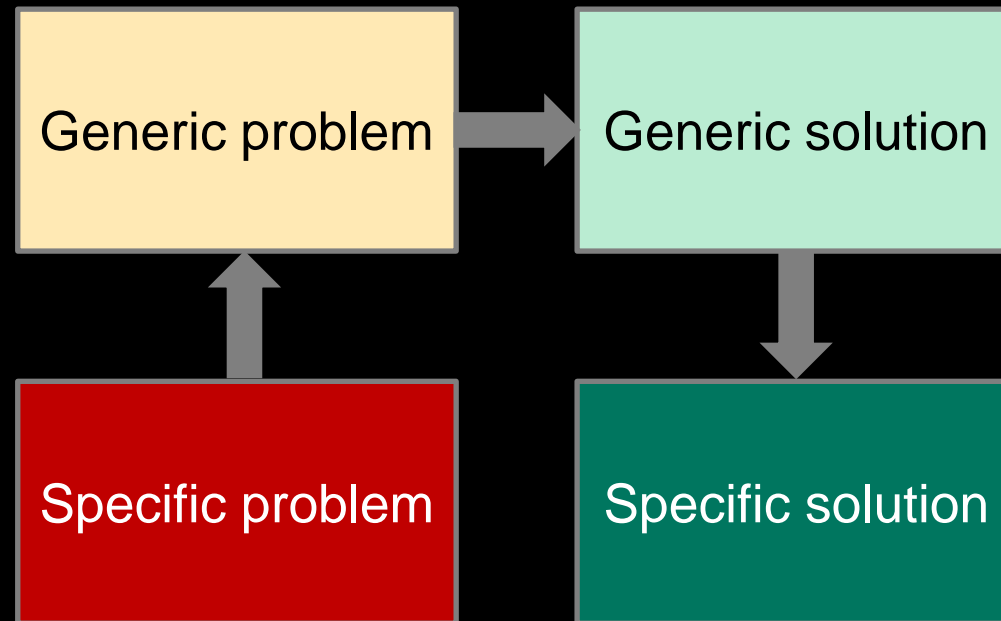 Generic problem
Generic solution
Specific problem
Specific solution